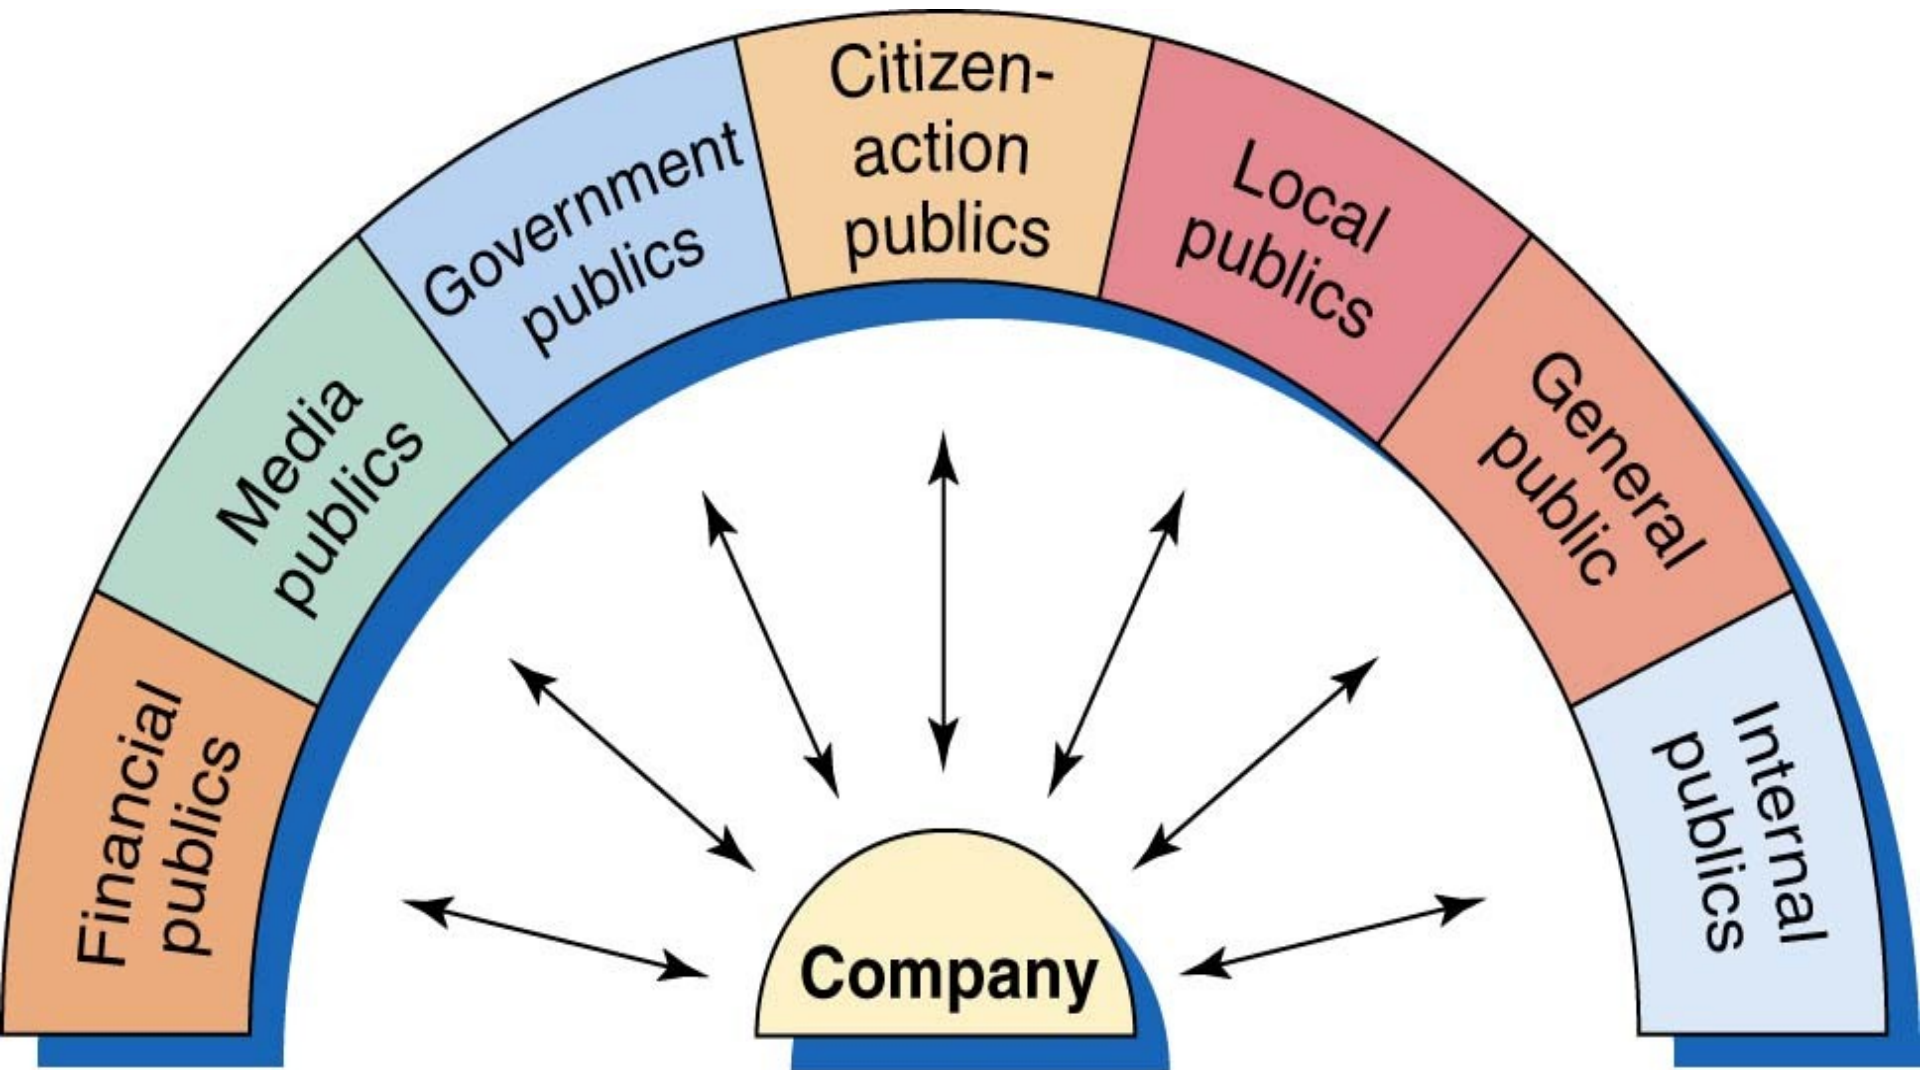 Financial
publics
Media
publics
Government
publics
Citizen-
action
publics
Local
publics
General
public
Internal
publics
Company